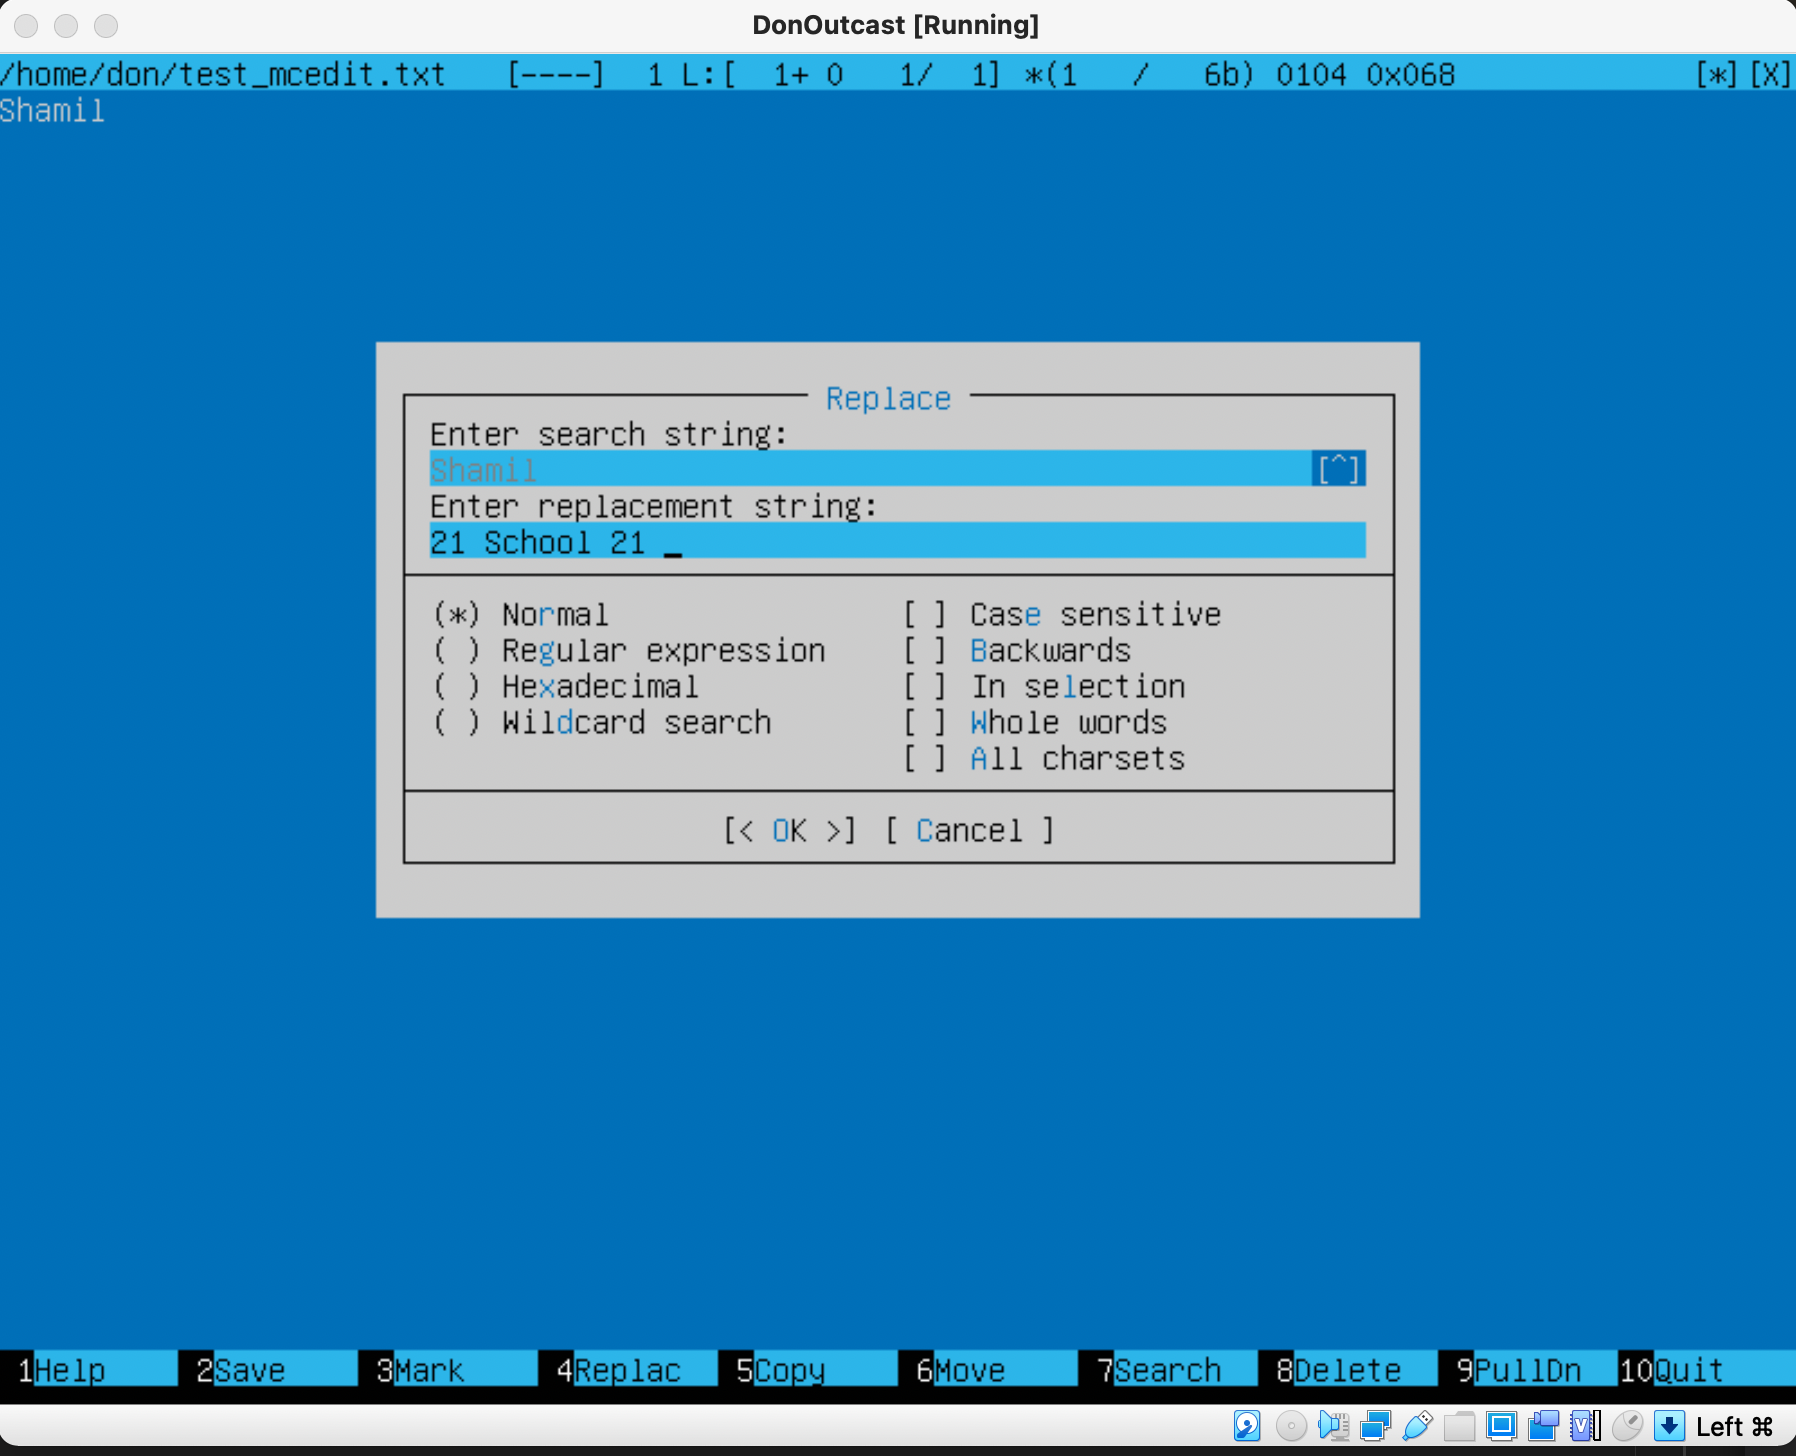 DonOutcast [Running]
/home/don/test_mcedit.txt [----] 1 L:[ 1+ 0 1/ 1] *(1 / 6b) 0104 0x068 [*][X]
Shamil
Replace
Enter search string:
Shamil [^]
Enter replacement string:
21 School 21 _
(*) Normal [ ] Case sensitive
( ) Regular expression [ ] Backwards
( ) Hexadecimal [ ] In selection
( ) Wildcard search [ ] Whole words
[ ] All charsets
[< OK >] [ Cancel ]
1Help 2Save 3Mark 4Replac 5Copy 6Move 7Search 8Delete 9PullDn 10Quit
Left ⌘